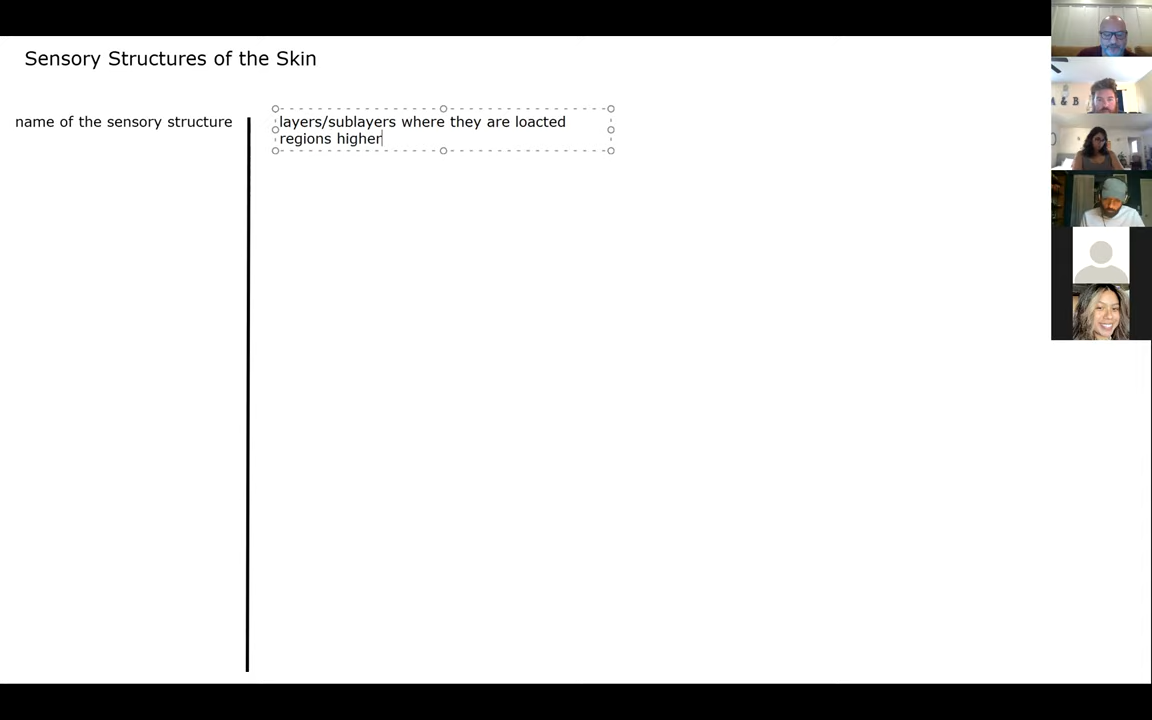 Sensory Structures of the Skin
name of the sensory structure
layers/sublayers where they are loacted
regions higher
A & B